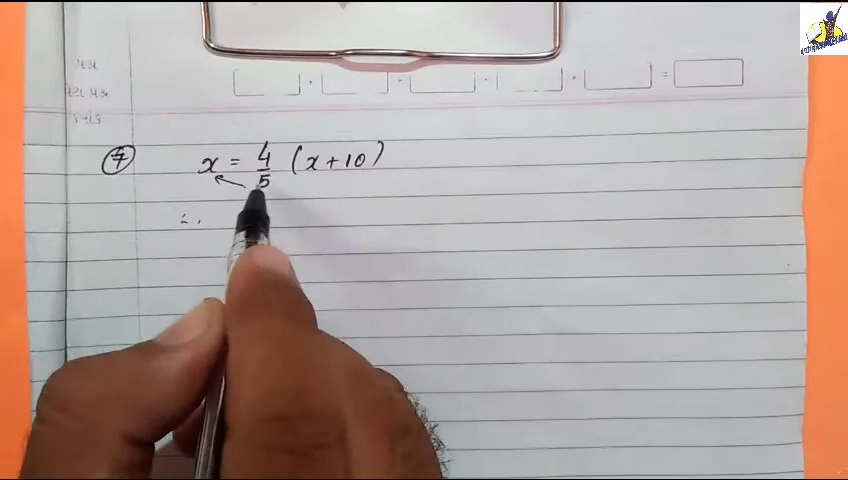 ⑦ x = 4/5 (x+10)
∴